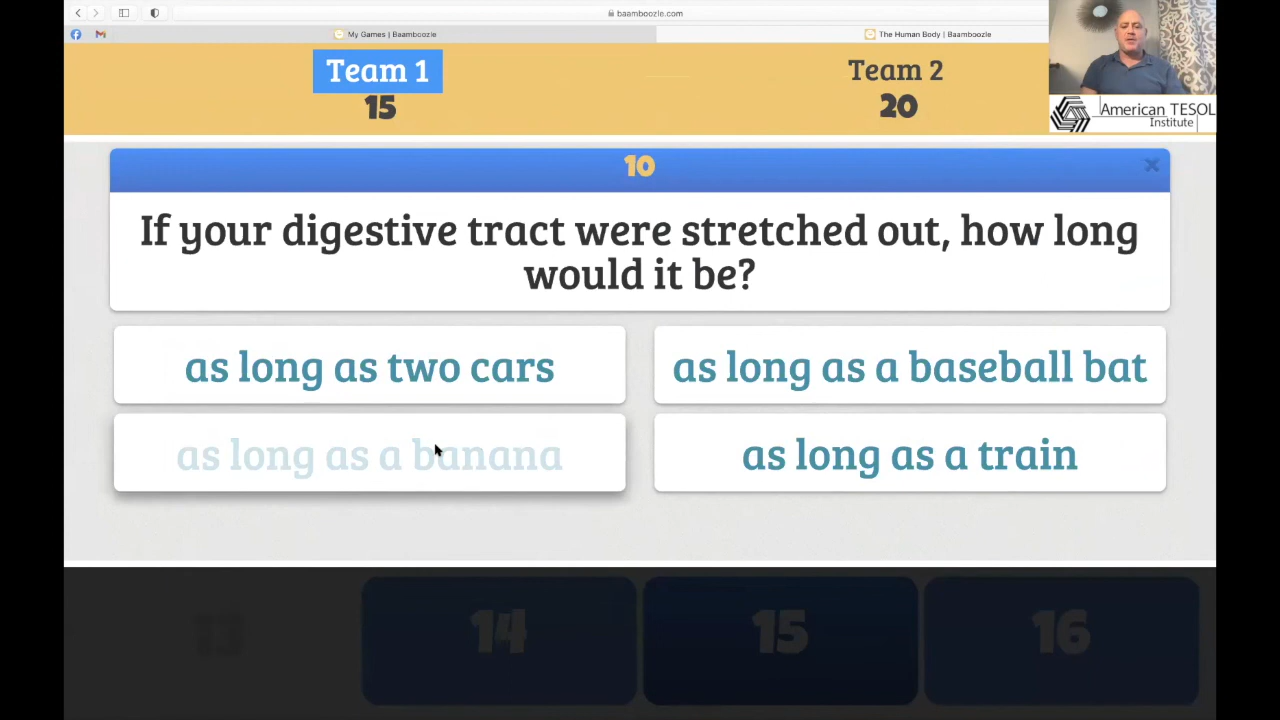 baamboozle.com
My Games | Baamboozle
The Human Body | Baamboozle
Team 1
15
Team 2
20
American TESOL
Institute
10
If your digestive tract were stretched out, how long
would it be?
as long as two cars
as long as a baseball bat
as long as a banana
as long as a train
13
14
15
16